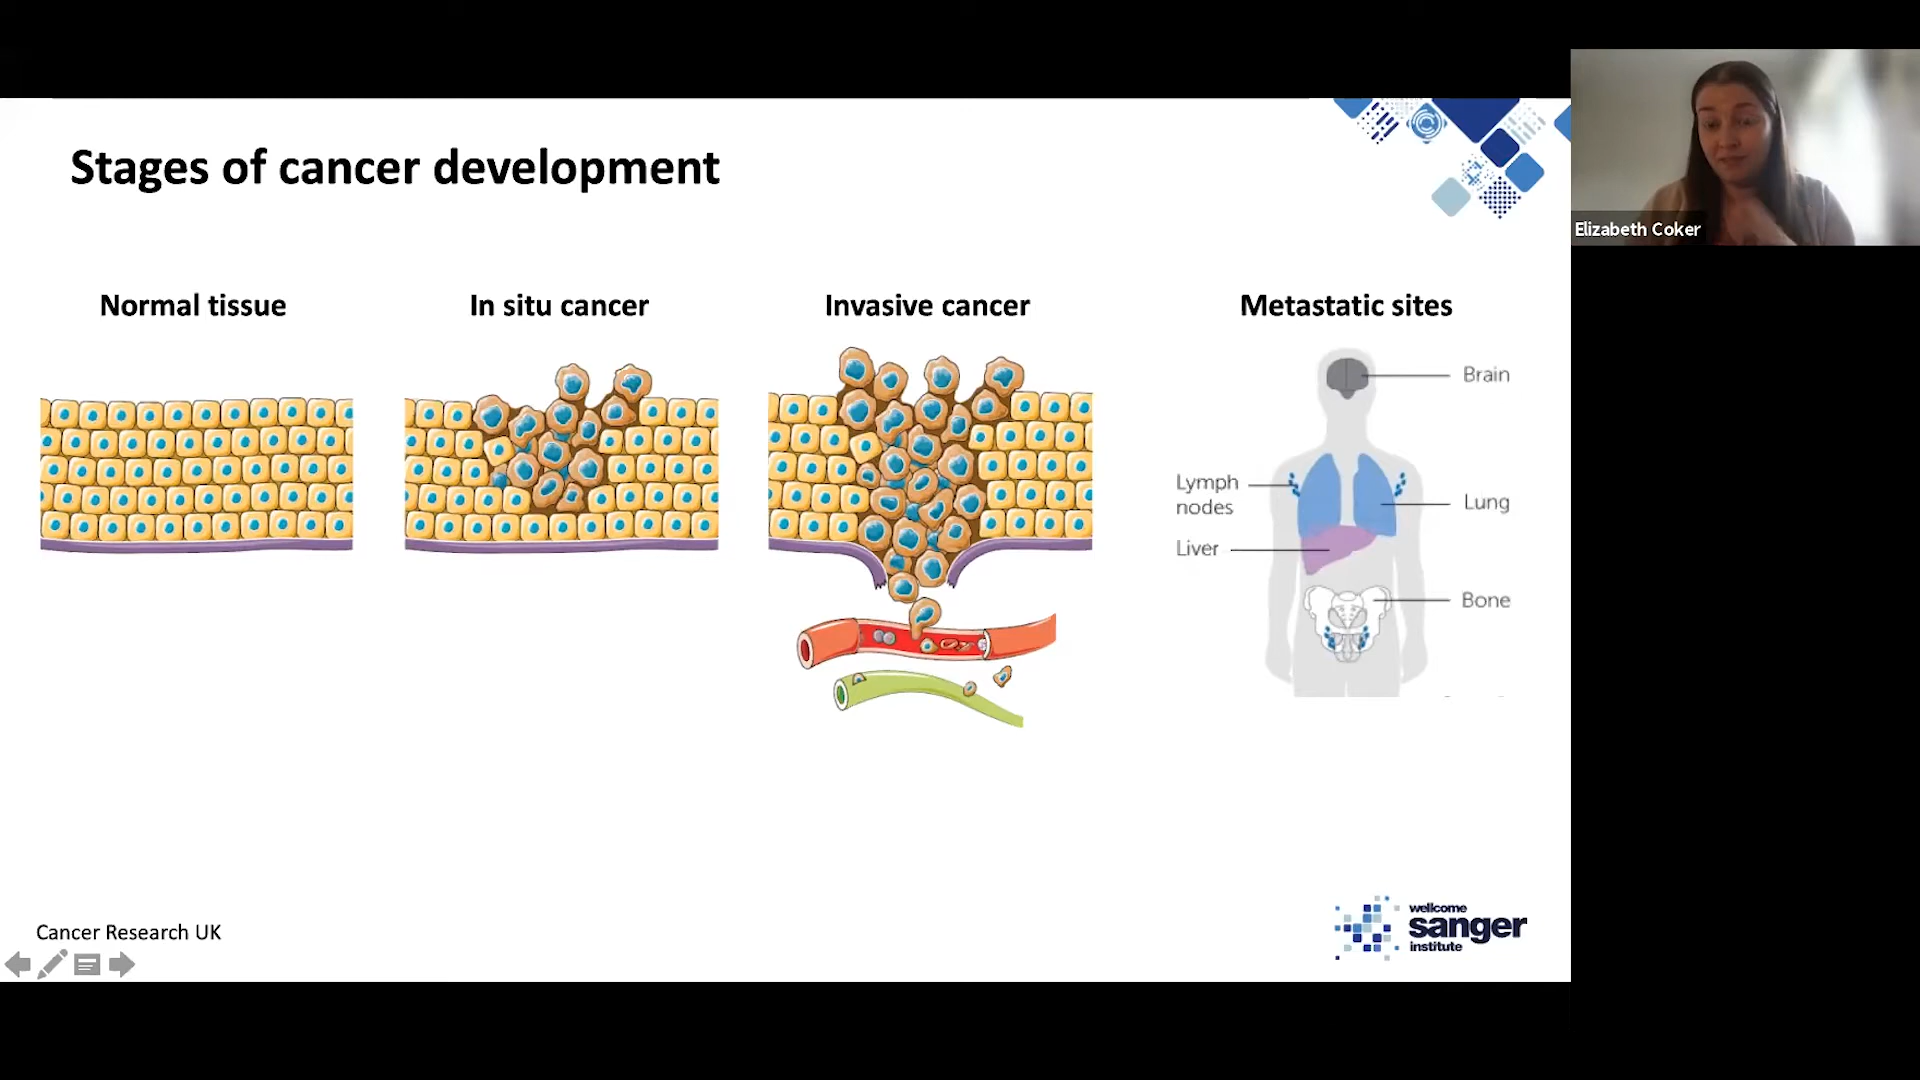 Stages of cancer development
Elizabeth Coker
Normal tissue
In situ cancer
Invasive cancer
Metastatic sites
Brain
Lymph
nodes
Lung
Liver
Bone
Cancer Research UK
wellcome
sanger
institute